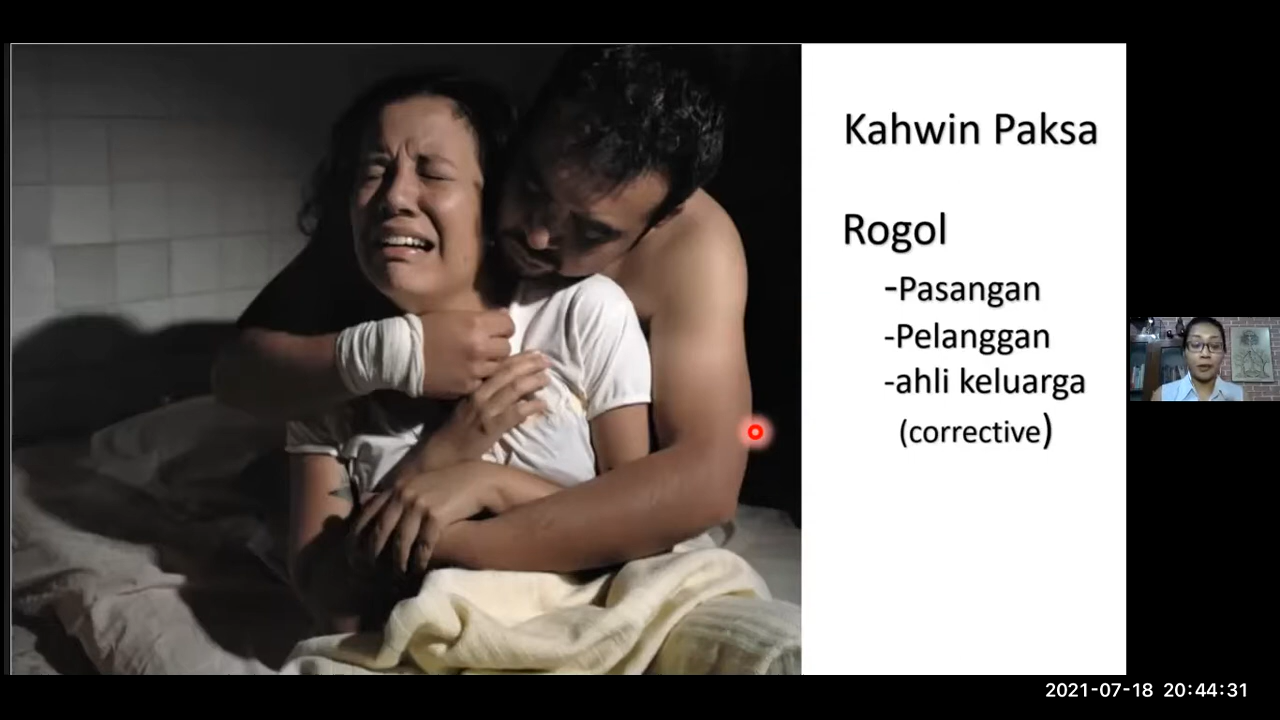 Kahwin Paksa
Rogol
-Pasangan
-Pelanggan
-ahli keluarga
(corrective)
2021-07-18 20:44:31